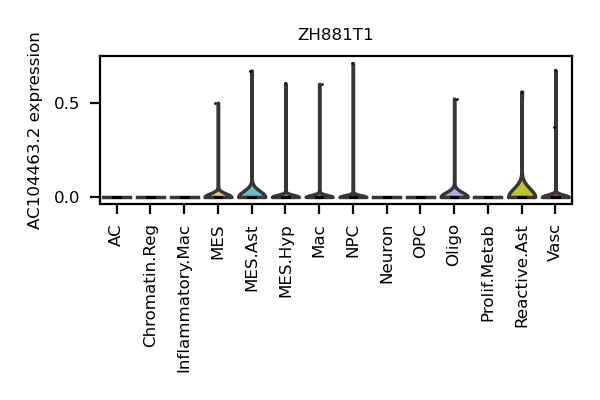 ZH881T1
AC104463.2 expression
0.5
0.0
AC
Chromatin.Reg
Inflammatory.Mac
MES
MES.Ast
MES.Hyp
Mac
NPC
Neuron
OPC
Oligo
Prolif.Metab
Reactive.Ast
Vasc